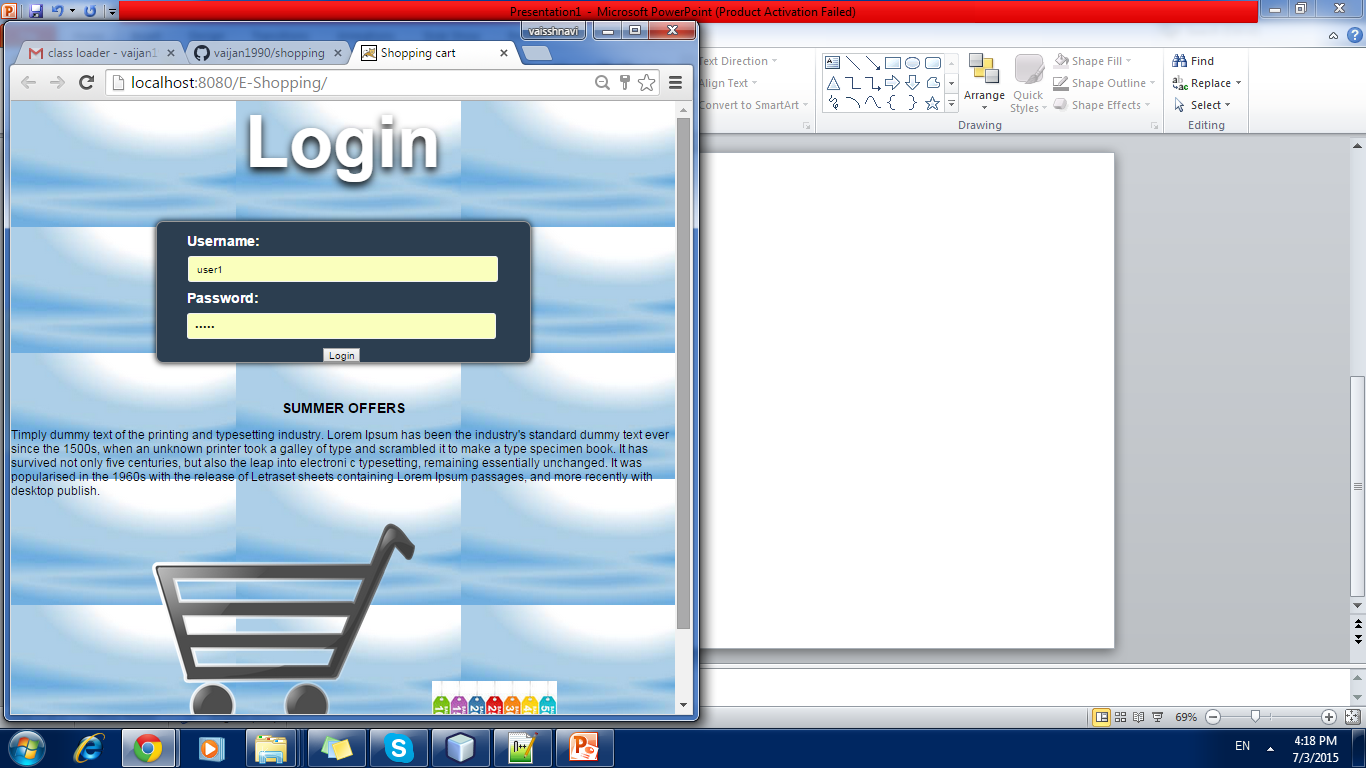 Presentation1 - Microsoft PowerPoint (Product Activation Failed)
vaisshnavi
class loader - vaijan1
vaijan1990/shopping
Shopping cart
localhost:8080/E-Shopping/
Text Direction
Align Text
Convert to SmartArt
Arrange
Quick
Styles
Shape Fill
Shape Outline
Shape Effects
Drawing
Find
Replace
Select
Editing
Login
Username:
user1
Password:
•••••
Login
SUMMER OFFERS
Timply dummy text of the printing and typesetting industry. Lorem Ipsum has been the industry's standard dummy text ever
since the 1500s, when an unknown printer took a galley of type and scrambled it to make a type specimen book. It has
survived not only five centuries, but also the leap into electroni c typesetting, remaining essentially unchanged. It was
popularised in the 1960s with the release of Letraset sheets containing Lorem Ipsum passages, and more recently with
desktop publish.
69%
EN
4:18 PM
7/3/2015